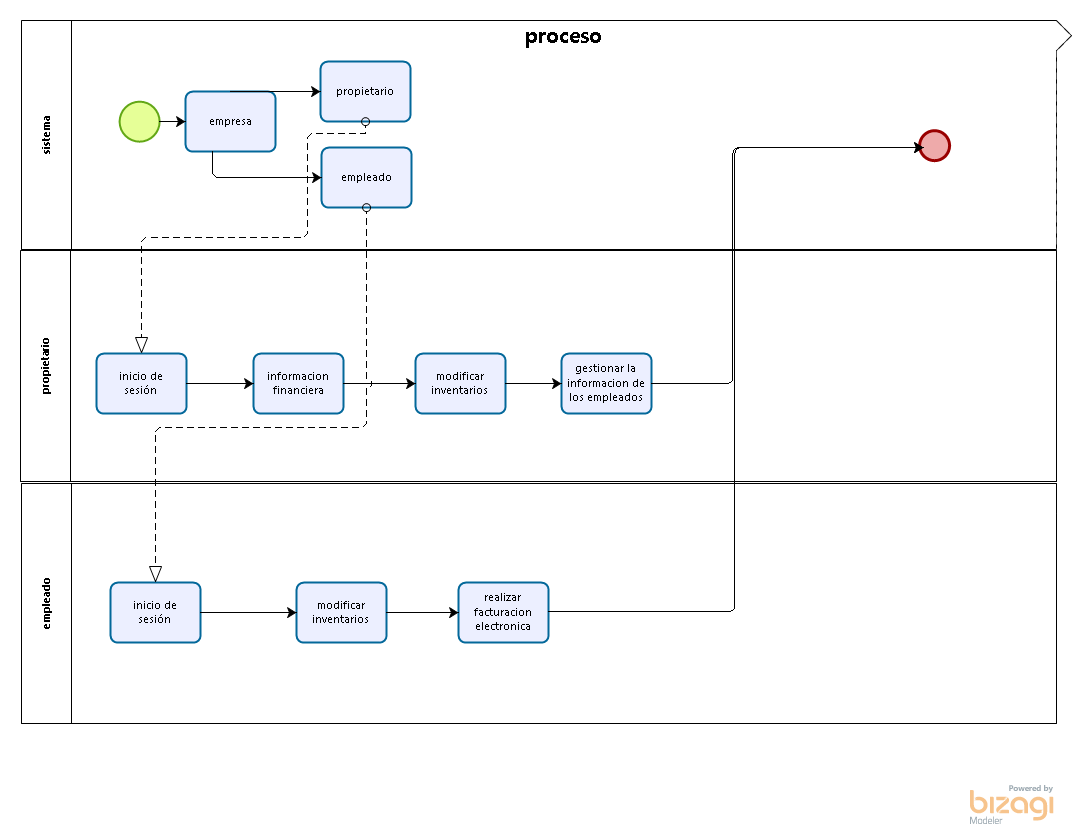 proceso
sistema
empresa
propietario
empleado
propietario
inicio de
sesión
informacion
financiera
modificar
inventarios
gestionar la
informacion de
los empleados
empleado
inicio de
sesión
modificar
inventarios
realizar
facturacion
electronica
Powered by
bizagi
Modeler